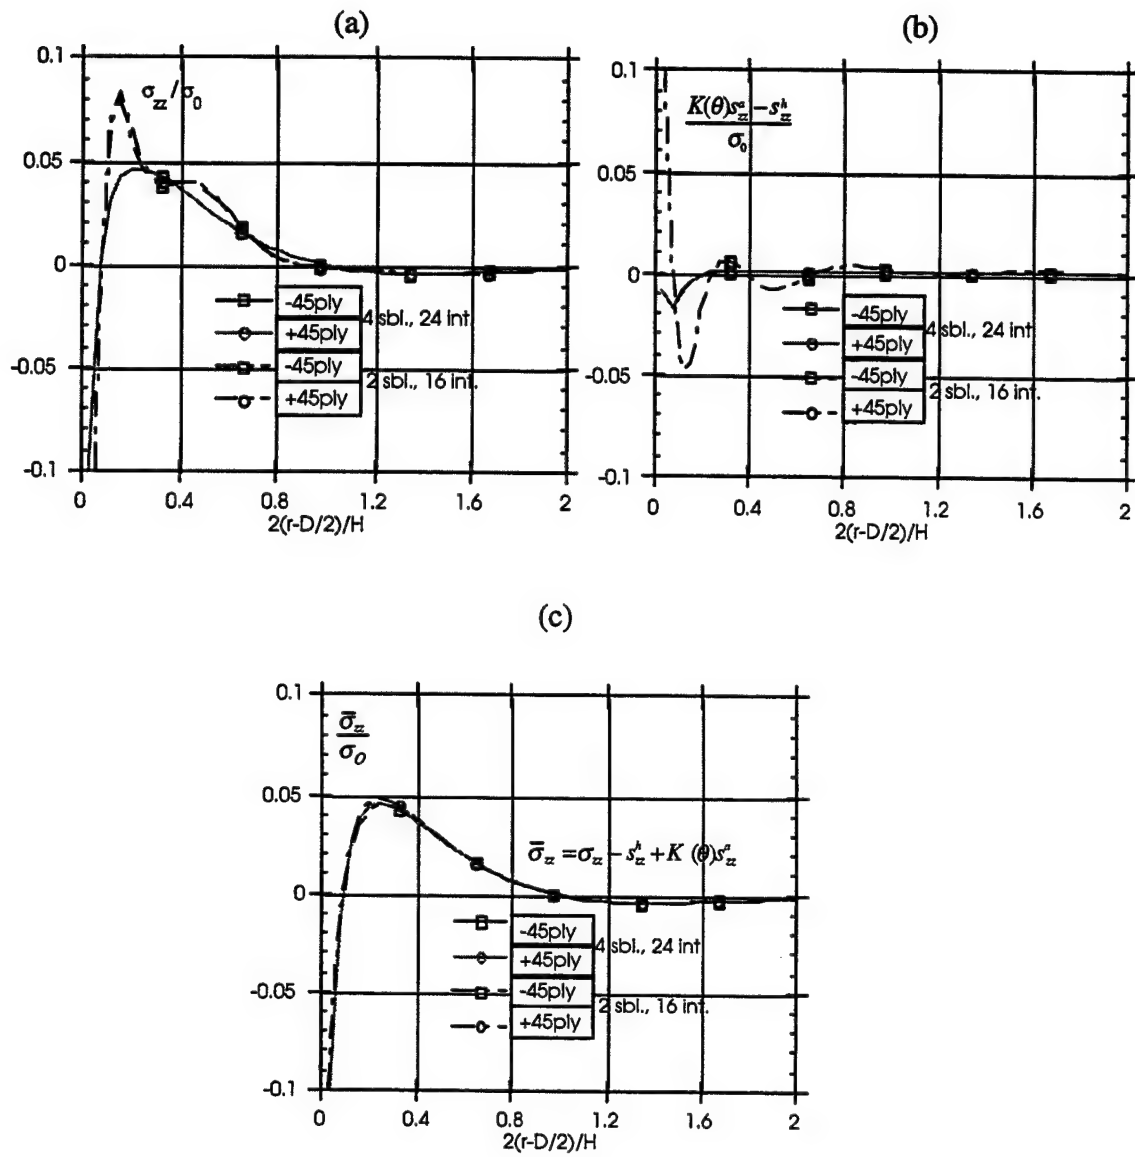 (a)
0.1
0.05
0
-0.05
-0.1
σzz/σ0
-45ply
+45ply
4 sbl., 24 int.
-45ply
+45ply
2 sbl., 16 int.
0 0.4 0.8 1.2 1.6 2
2(r-D/2)/H
(b)
0.1
0.05
0
-0.05
-0.1
K(θ)s^a_zz − s^h_zz
σ0
-45ply
+45ply
4 sbl., 24 int.
-45ply
+45ply
2 sbl., 16 int.
0 0.4 0.8 1.2 1.6 2
2(r-D/2)/H
(c)
0.1
0.05
0
-0.05
-0.1
σ̅zz
σO
σ̅zz = σzz − s^h_zz + K (θ)s^a_zz
-45ply
+45ply
4 sbl., 24 int
-45ply
+45ply
2 sbl., 16 int.
0 0.4 0.8 1.2 1.6 2
2(r-D/2)/H